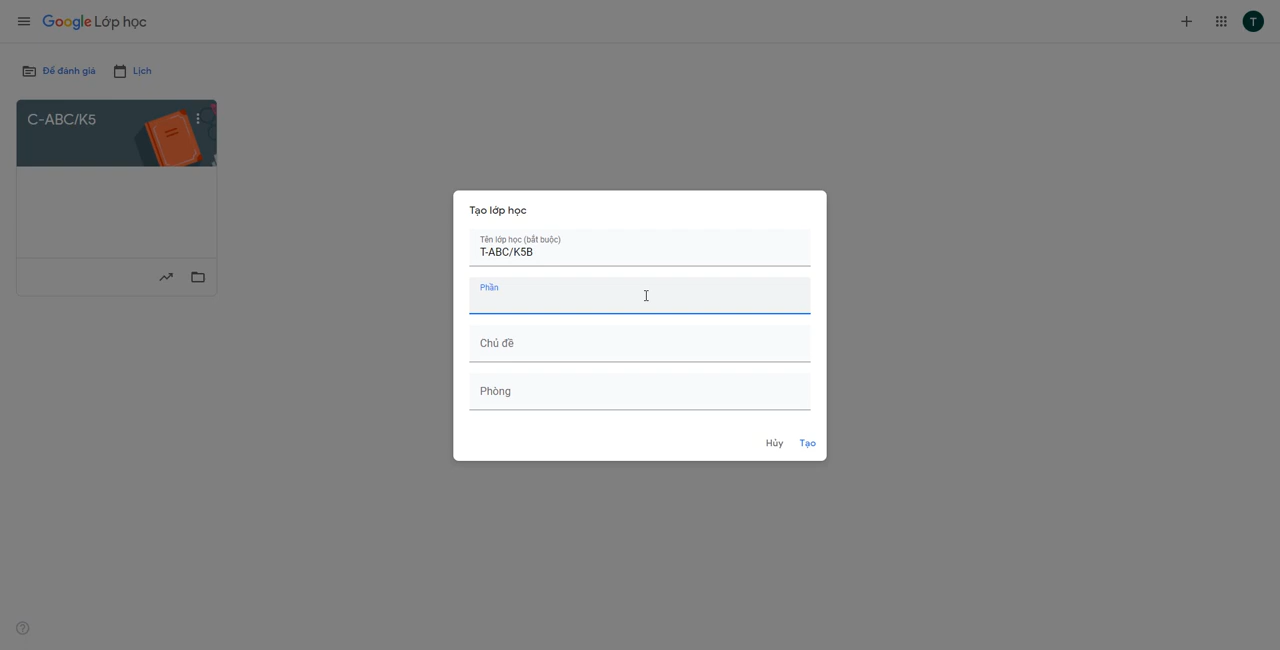 Google Lớp học
T
Để đánh giá
Lịch
C-ABC/K5
Tạo lớp học
Tên lớp học (bắt buộc)
T-ABC/K5B
Phần
Chủ đề
Phòng
Hủy
Tạo